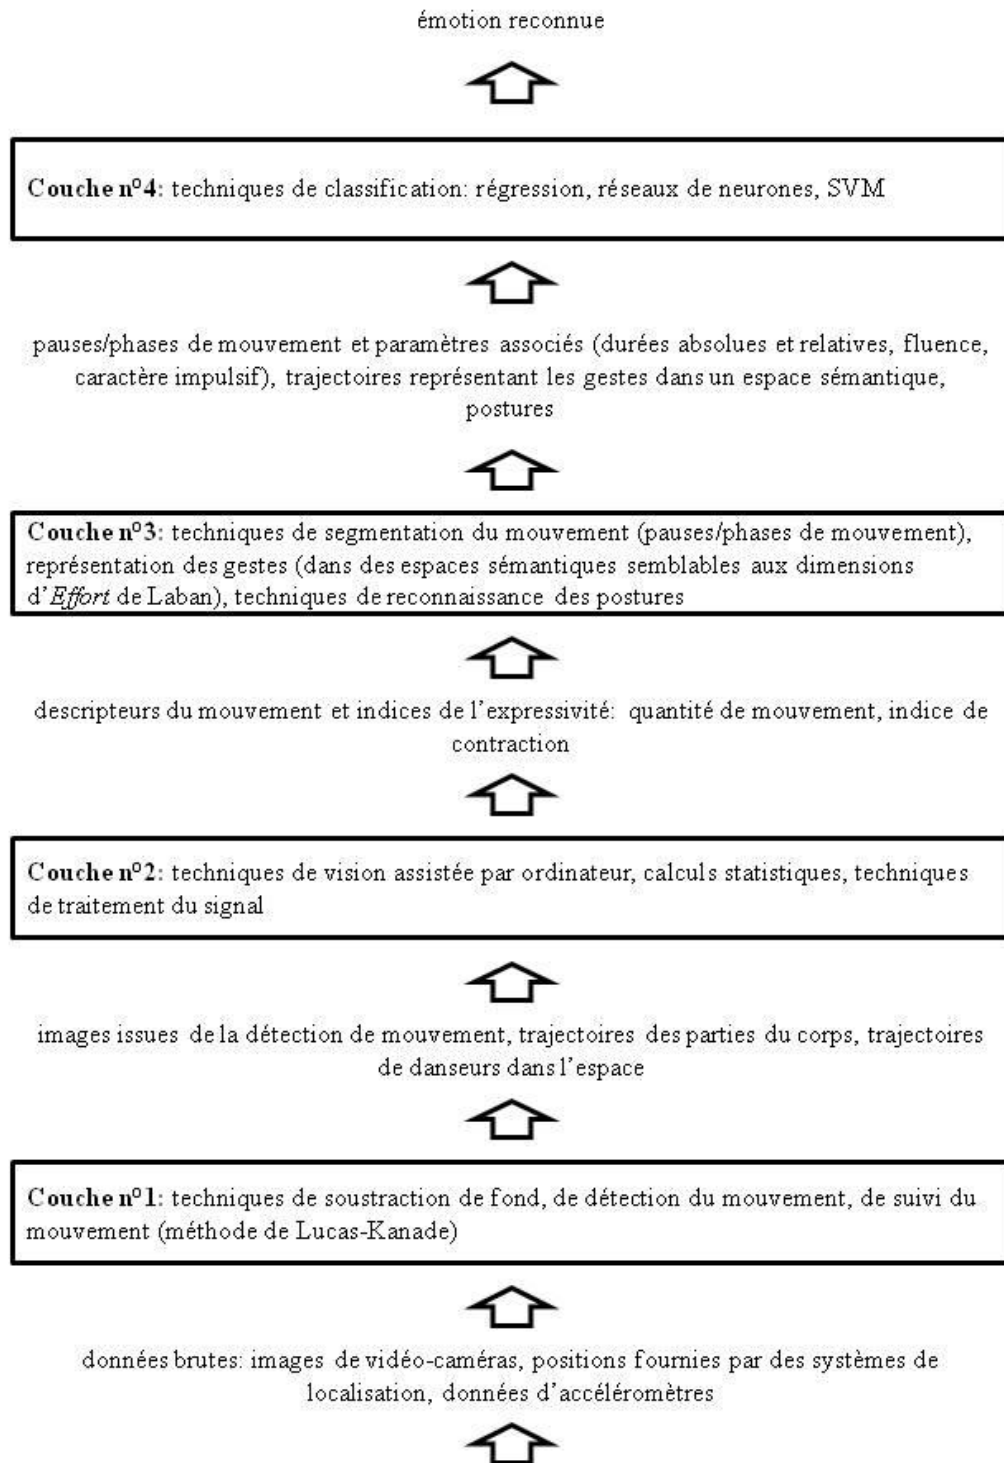 émotion reconnue
Couche n°4: techniques de classification: régression, réseaux de neurones, SVM
pauses/phases de mouvement et paramètres associés (durées absolues et relatives, fluence,
caractère impulsif), trajectoires représentant les gestes dans un espace sémantique,
postures
Couche n°3: techniques de segmentation du mouvement (pauses/phases de mouvement),
représentation des gestes (dans des espaces sémantiques semblables aux dimensions
d’Effort de Laban), techniques de reconnaissance des postures
descripteurs du mouvement et indices de l’expressivité: quantité de mouvement, indice de
contraction
Couche n°2: techniques de vision assistée par ordinateur, calculs statistiques, techniques
de traitement du signal
images issues de la détection de mouvement, trajectoires des parties du corps, trajectoires
de danseurs dans l’espace
Couche n°1: techniques de soustraction de fond, de détection du mouvement, de suivi du
mouvement (méthode de Lucas-Kanade)
données brutes: images de vidéo-caméras, positions fournies par des systèmes de
localisation, données d’accéléromètres